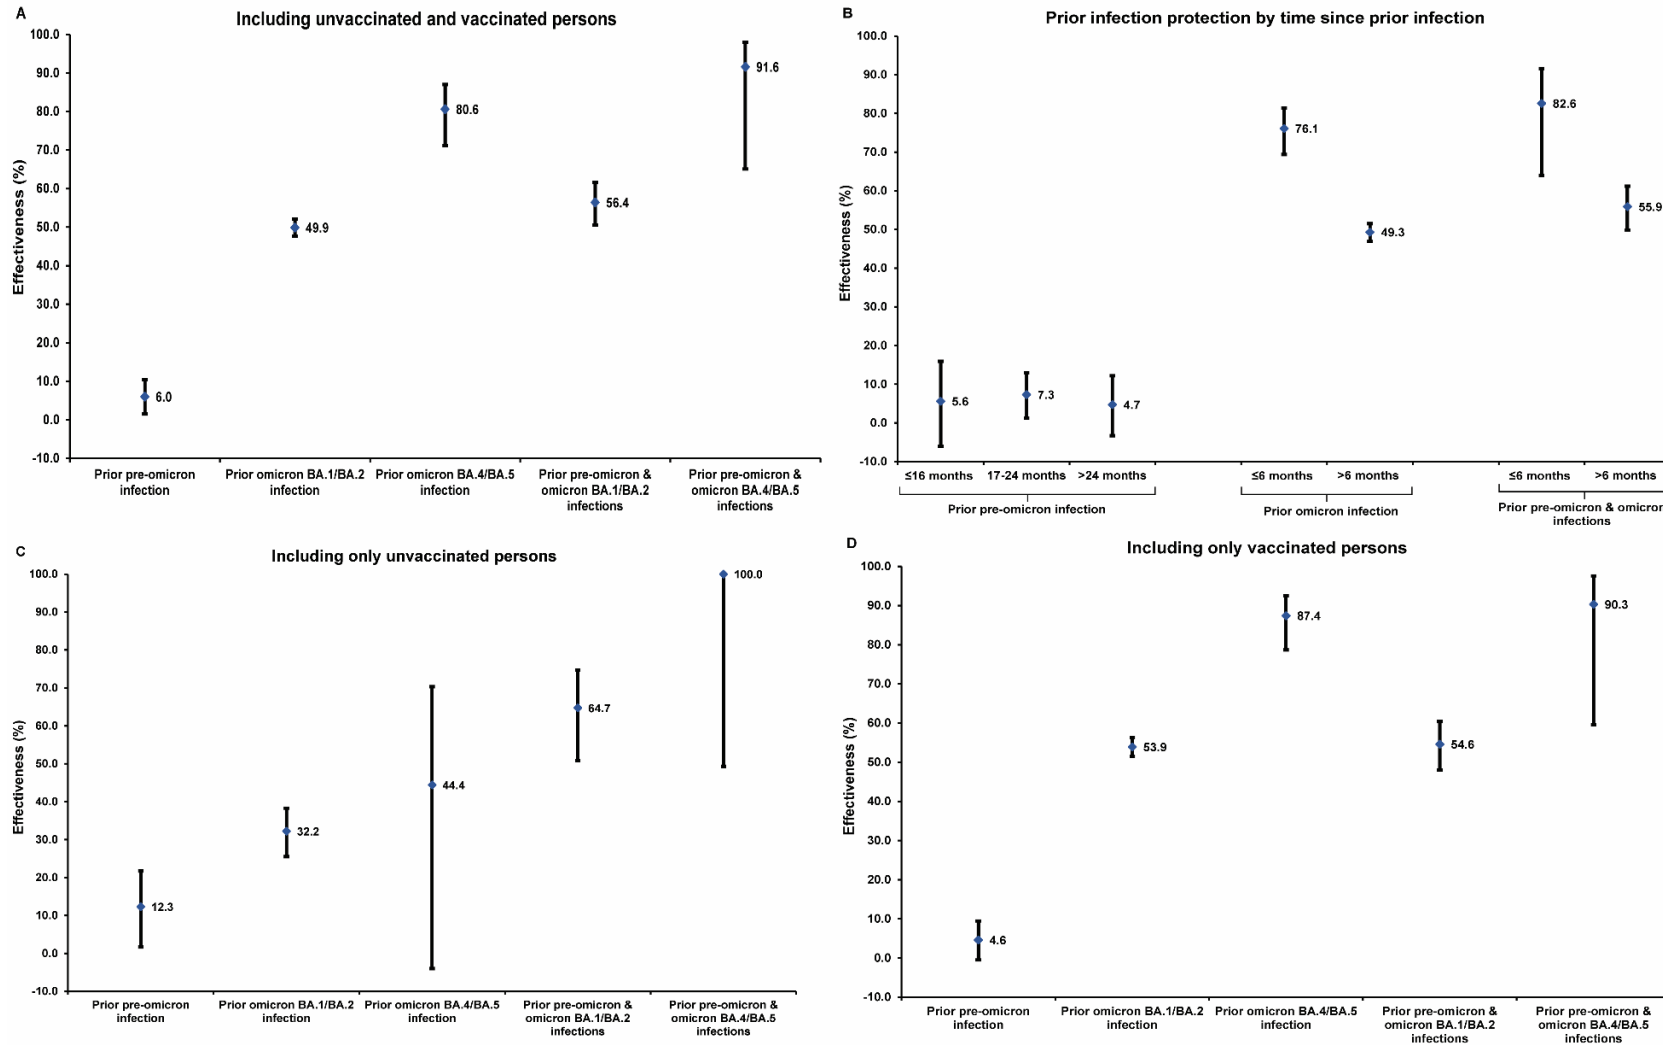 A
Including unvaccinated and vaccinated persons
Effectiveness (%)
100.0
90.0
80.0
70.0
60.0
50.0
40.0
30.0
20.0
10.0
0.0
-10.0
6.0
49.9
80.6
56.4
91.6
Prior pre-omicron
infection
Prior omicron BA.1/BA.2
infection
Prior omicron BA.4/BA.5
infection
Prior pre-omicron &
omicron BA.1/BA.2
infections
Prior pre-omicron &
omicron BA.4/BA.5
infections
B
Prior infection protection by time since prior infection
Effectiveness (%)
100.0
90.0
80.0
70.0
60.0
50.0
40.0
30.0
20.0
10.0
0.0
-10.0
5.6
7.3
4.7
76.1
49.3
82.6
55.9
≤16 months
17-24 months
>24 months
≤6 months
>6 months
≤6 months
>6 months
Prior pre-omicron infection
Prior omicron infection
Prior pre-omicron & omicron
infections
C
Including only unvaccinated persons
Effectiveness (%)
100.0
90.0
80.0
70.0
60.0
50.0
40.0
30.0
20.0
10.0
0.0
-10.0
12.3
32.2
44.4
64.7
100.0
Prior pre-omicron
infection
Prior omicron BA.1/BA.2
infection
Prior omicron BA.4/BA.5
infection
Prior pre-omicron &
omicron BA.1/BA.2
infections
Prior pre-omicron &
omicron BA.4/BA.5
infections
D
Including only vaccinated persons
Effectiveness (%)
100.0
90.0
80.0
70.0
60.0
50.0
40.0
30.0
20.0
10.0
0.0
-10.0
4.6
53.9
87.4
54.6
90.3
Prior pre-omicron
infection
Prior omicron BA.1/BA.2
infection
Prior omicron BA.4/BA.5
infection
Prior pre-omicron &
omicron BA.1/BA.2
infections
Prior pre-omicron &
omicron BA.4/BA.5
infections